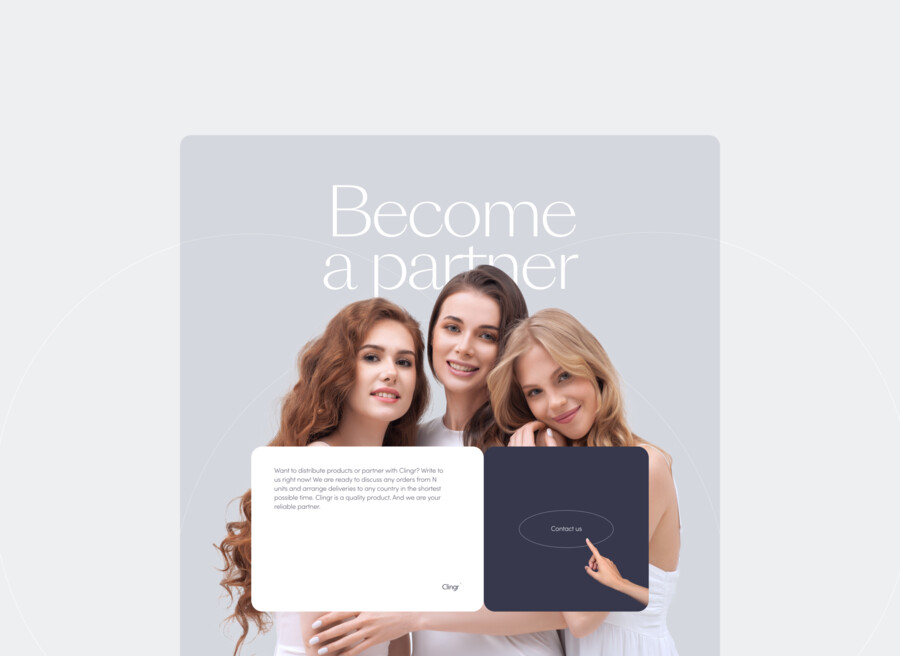 Become
a partner
Want to distribute products or partner with Clingr? Write to
us right now! We are ready to discuss any orders from N
units and arrange deliveries to any country in the shortest
possible time. Clingr is a quality product. And we are your
reliable partner.
Contact us
Clingr